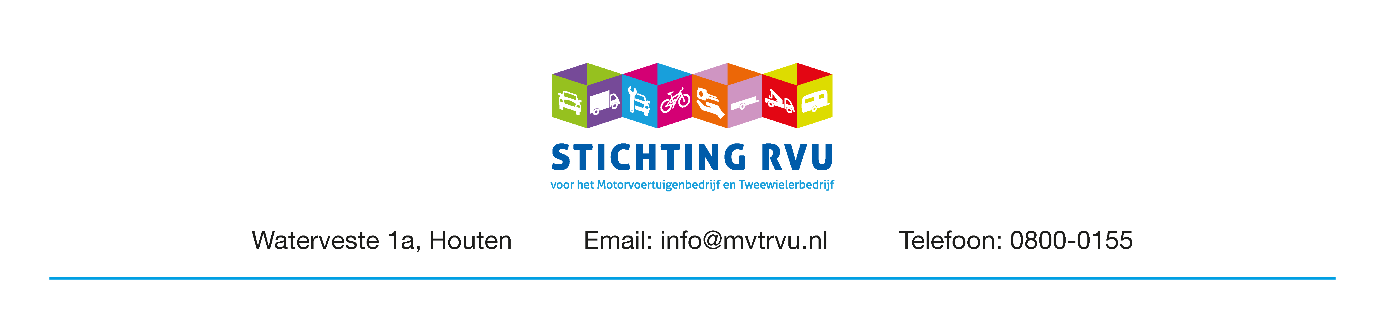 STICHTING RVU
voor het Motorvoertuigenbedrijf en Tweewielerbedrijf
Waterveste 1a, Houten Email: info@mvtrvu.nl Telefoon: 0800-0155